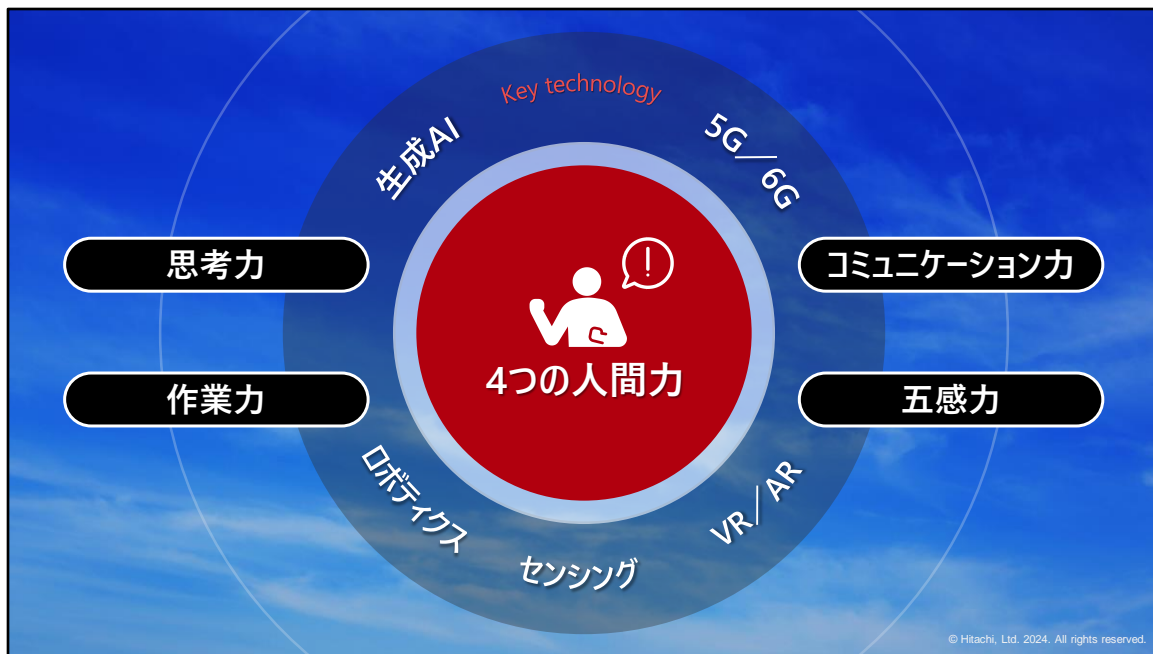 Key technology
生成AI
5G／6G
思考力
コミュニケーション力
!
4つの人間力
作業力
五感力
ロボティクス
センシング
VR／AR
© Hitachi, Ltd. 2024. All rights reserved.